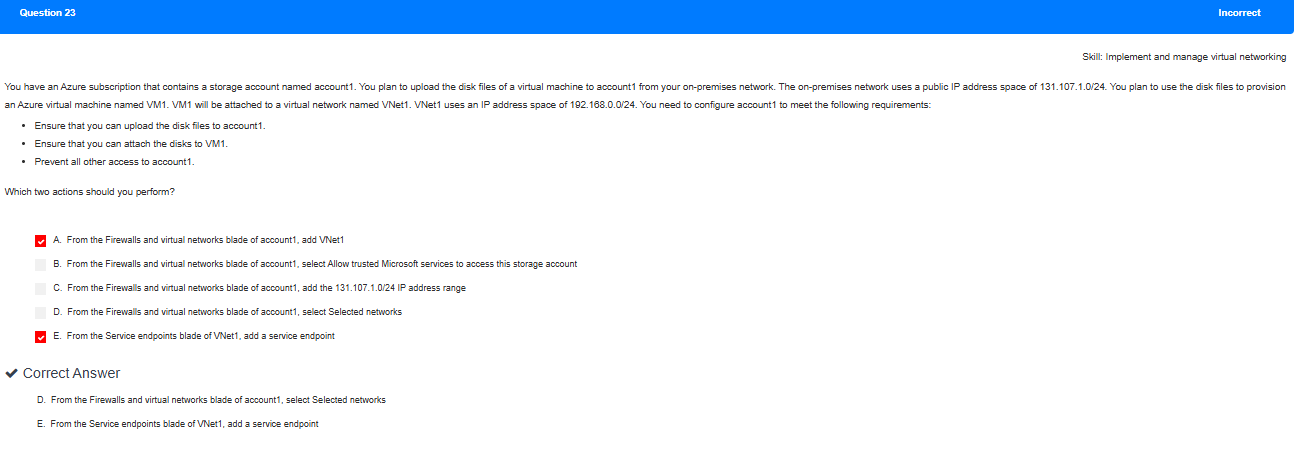 Question 23
Incorrect
Skill: Implement and manage virtual networking
You have an Azure subscription that contains a storage account named account1. You plan to upload the disk files of a virtual machine to account1 from your on-premises network. The on-premises network uses a public IP address space of 131.107.1.0/24. You plan to use the disk files to provision
an Azure virtual machine named VM1. VM1 will be attached to a virtual network named VNet1. VNet1 uses an IP address space of 192.168.0.0/24. You need to configure account1 to meet the following requirements:
• Ensure that you can upload the disk files to account1.
• Ensure that you can attach the disks to VM1.
• Prevent all other access to account1.
Which two actions should you perform?
A. From the Firewalls and virtual networks blade of account1, add VNet1
B. From the Firewalls and virtual networks blade of account1, select Allow trusted Microsoft services to access this storage account
C. From the Firewalls and virtual networks blade of account1, add the 131.107.1.0/24 IP address range
D. From the Firewalls and virtual networks blade of account1, select Selected networks
E. From the Service endpoints blade of VNet1, add a service endpoint
Correct Answer
D. From the Firewalls and virtual networks blade of account1, select Selected networks
E. From the Service endpoints blade of VNet1, add a service endpoint